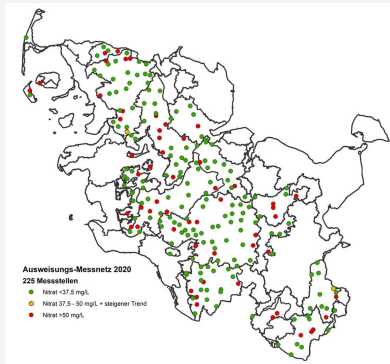 Ausweisungs-Messnetz 2020
225 Messstellen
Nitrat <37,5 mg/L
Nitrat 37,5 - 50 mg/L + steigener Trend
Nitrat >50 mg/L